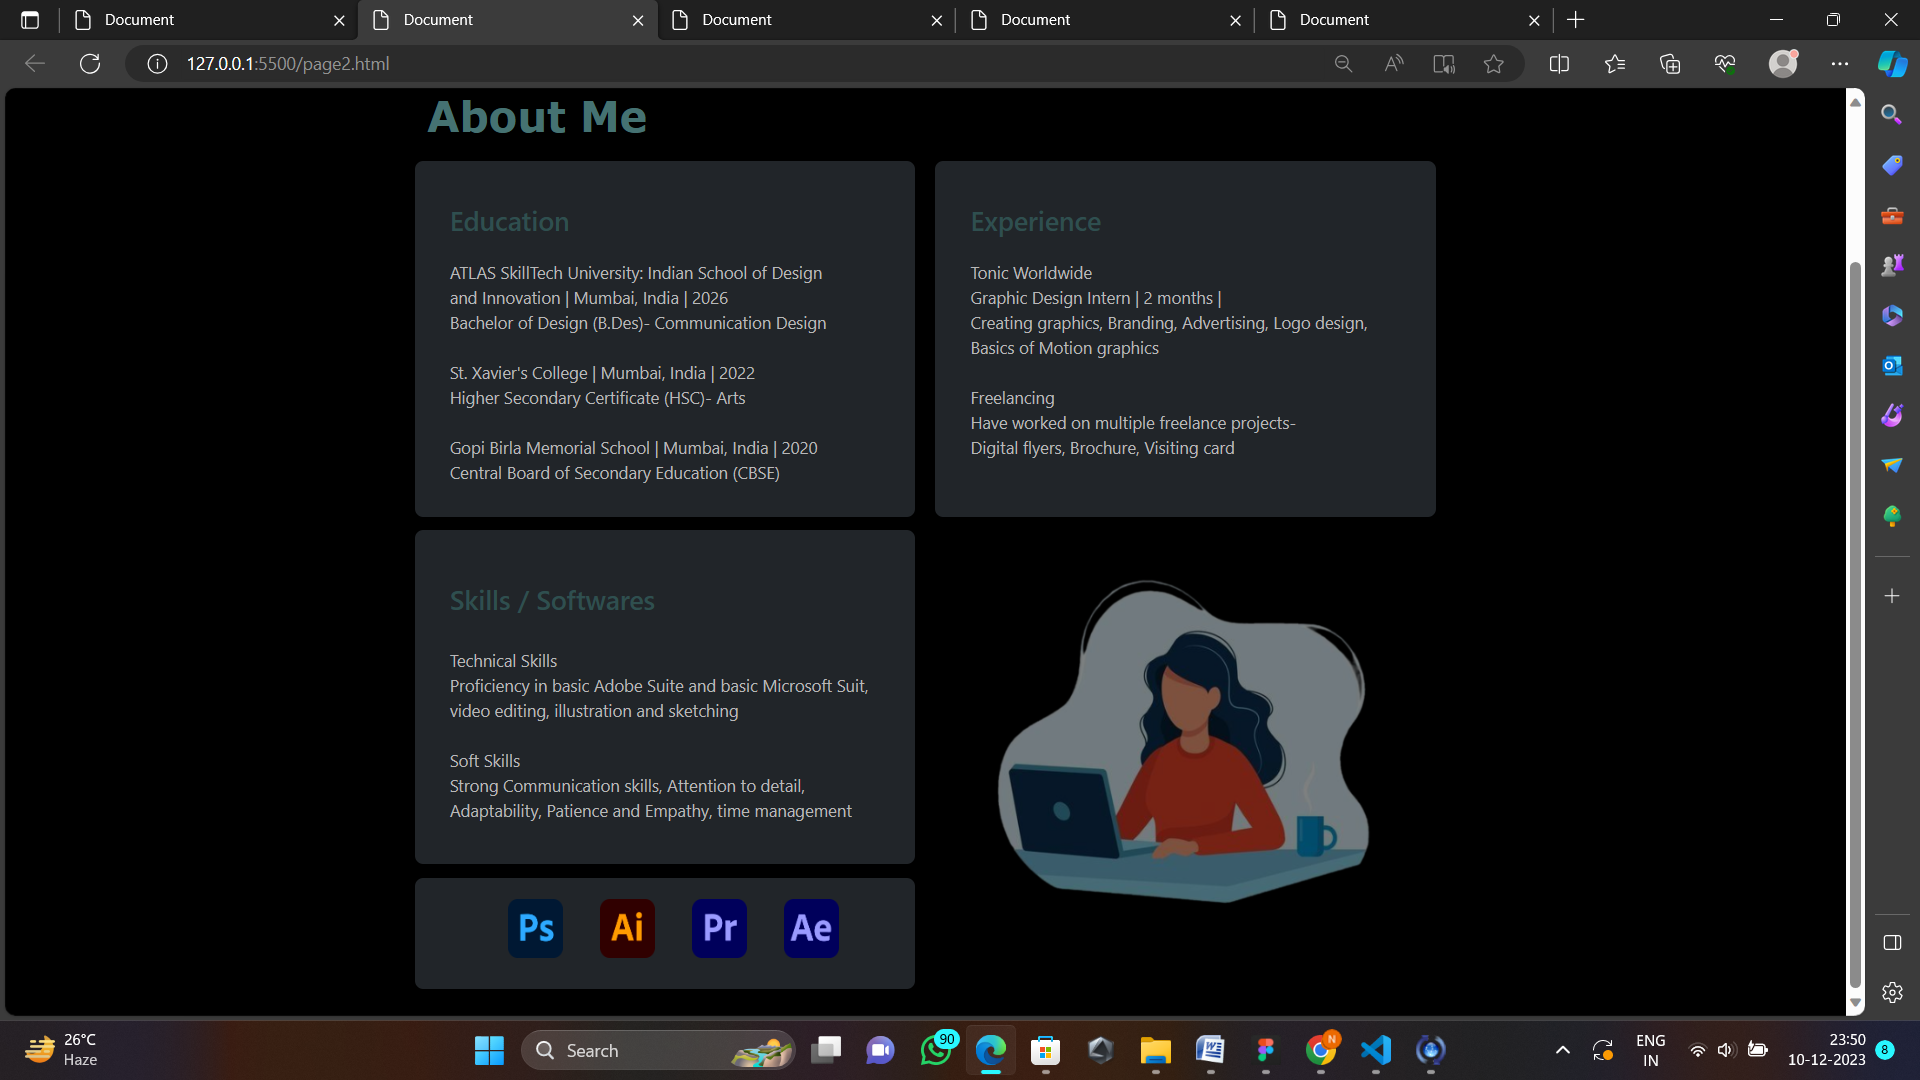 Document
Document
Document
Document
Document
127.0.0.1:5500/page2.html
About Me
Education
ATLAS SkillTech University: Indian School of Design
and Innovation | Mumbai, India | 2026
Bachelor of Design (B.Des)- Communication Design
St. Xavier's College | Mumbai, India | 2022
Higher Secondary Certificate (HSC)- Arts
Gopi Birla Memorial School | Mumbai, India | 2020
Central Board of Secondary Education (CBSE)
Experience
Tonic Worldwide
Graphic Design Intern | 2 months |
Creating graphics, Branding, Advertising, Logo design,
Basics of Motion graphics
Freelancing
Have worked on multiple freelance projects-
Digital flyers, Brochure, Visiting card
Skills / Softwares
Technical Skills
Proficiency in basic Adobe Suite and basic Microsoft Suit,
video editing, illustration and sketching
Soft Skills
Strong Communication skills, Attention to detail,
Adaptability, Patience and Empathy, time management
Ps Ai Pr Ae
26°C
Haze
Search
90
N
ENG
IN
23:50
10-12-2023
8